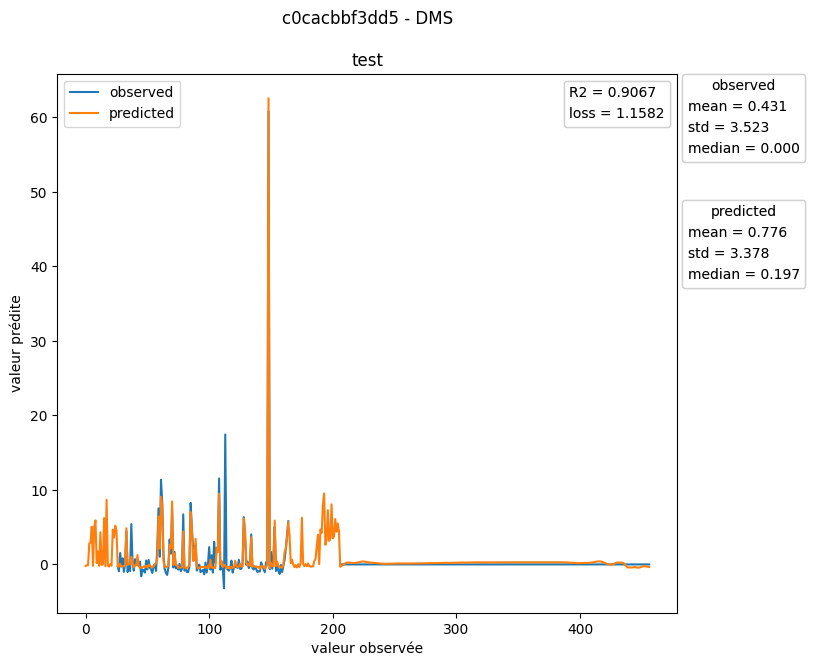 c0cacbbf3dd5 - DMS
test
observed
predicted
R2 = 0.9067
loss = 1.1582
observed
mean = 0.431
std = 3.523
median = 0.000
predicted
mean = 0.776
std = 3.378
median = 0.197
60
50
40
30
20
10
0
valeur prédite
0
100
200
300
400
valeur observée